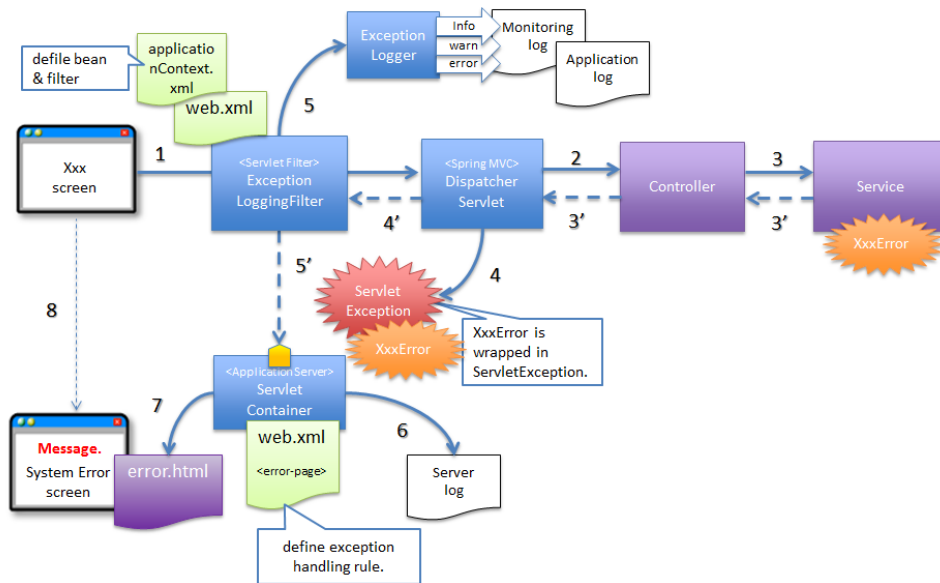 defile bean
& filter
applicatio
nContext.
xml
web.xml
Exception
Logger
Info
warn
error
Monitoring
log
Application
log
5
Xxx
screen
1
<Servlet Filter>
Exception
LoggingFilter
4’
<Spring MVC>
Dispatcher
Servlet
2
3’
Controller
3
3’
Service
XxxError
8
5’
4
Servlet
Exception
XxxError
XxxError is
wrapped in
ServletException.
<Application Server>
Servlet
Container
7
6
web.xml
<error-page>
Message.
System Error
screen
error.html
Server
log
define exception
handling rule.